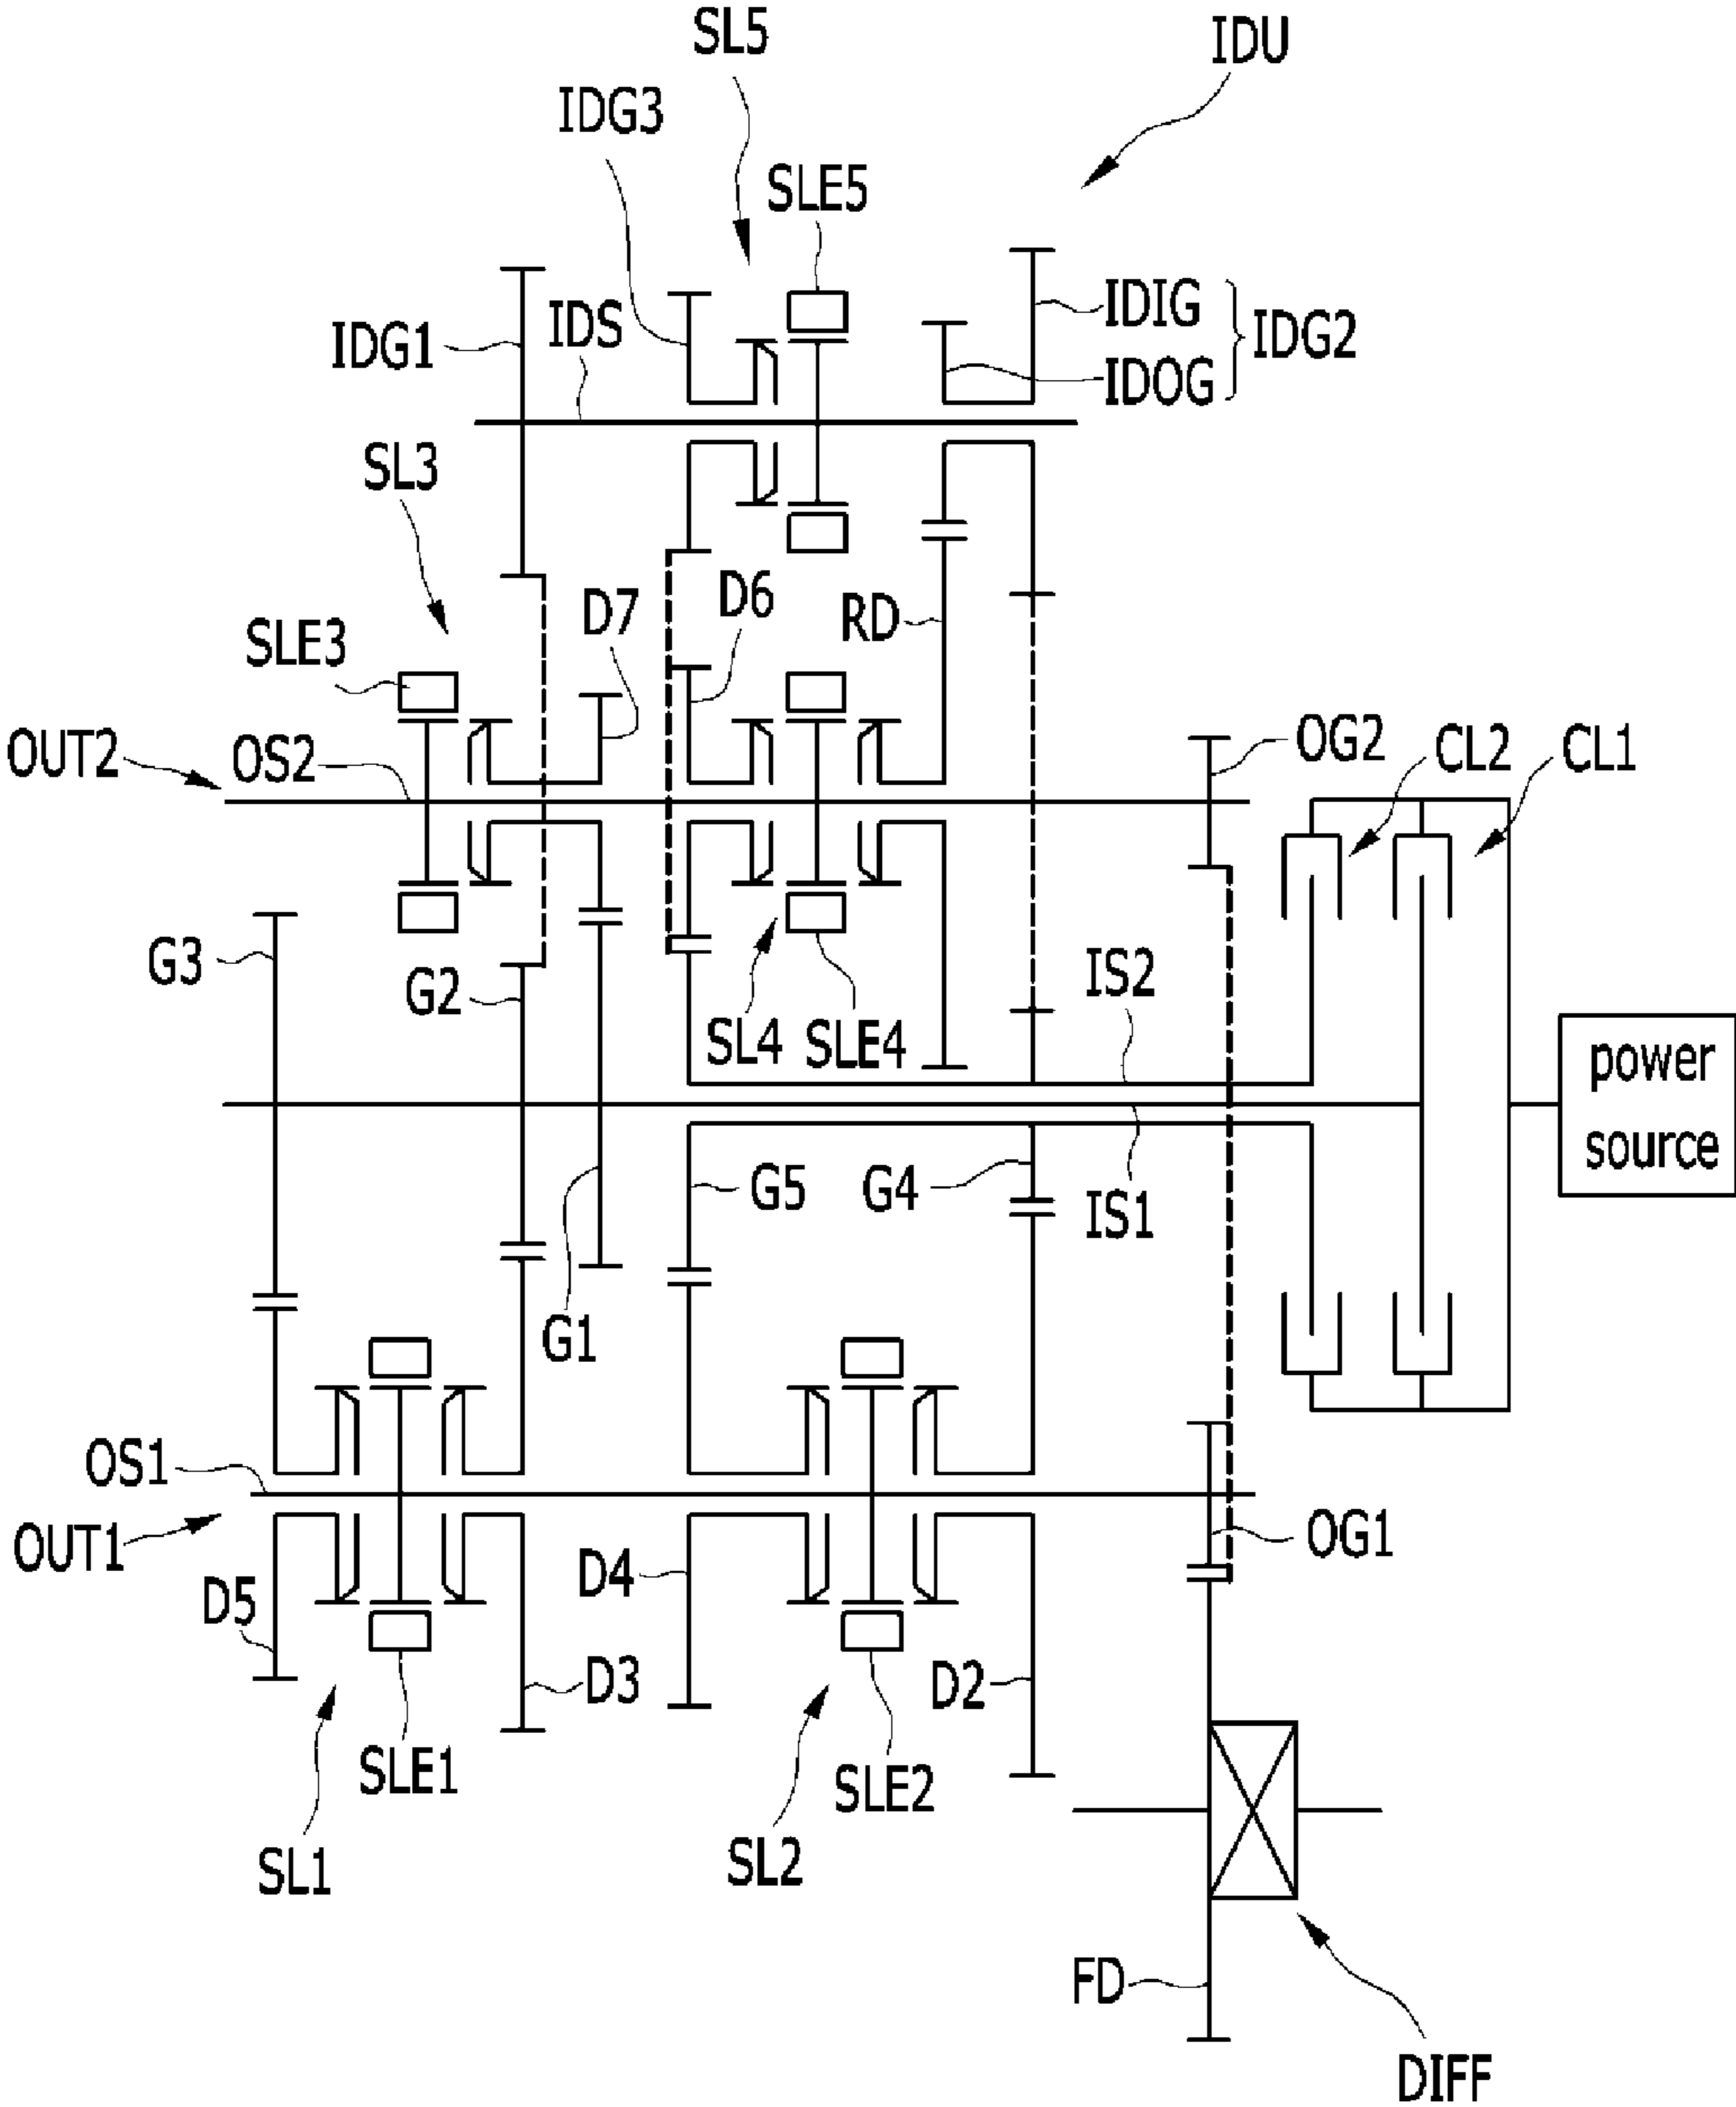 SL5
IDU
IDG3
SLE5
IDG1
IDS
IDIG
IDOG
IDG2
SL3
D7
D6
RD
SLE3
OUT2
OS2
OG2
CL2
CL1
G3
G2
SL4
SLE4
IS2
power
source
G5
G4
IS1
G1
OS1
OUT1
OG1
D5
D4
D3
D2
SLE1
SLE2
SL1
SL2
FD
DIFF